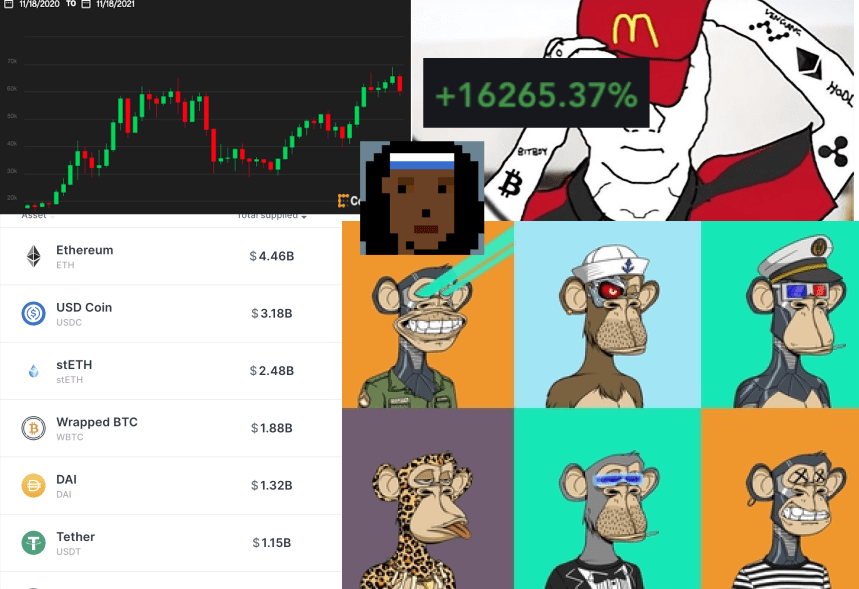 11/18/2020 TO 11/18/2021
70k
60k
50k
40k
30k
20k
+16265.37%
LINK GANG
HODL
BITBOY
Asset
Total supplied
Ethereum
ETH
$ 4.46B
USD Coin
USDC
$ 3.18B
stETH
stETH
$ 2.48B
Wrapped BTC
WBTC
$ 1.88B
DAI
DAI
$ 1.32B
Tether
USDT
$ 1.15B